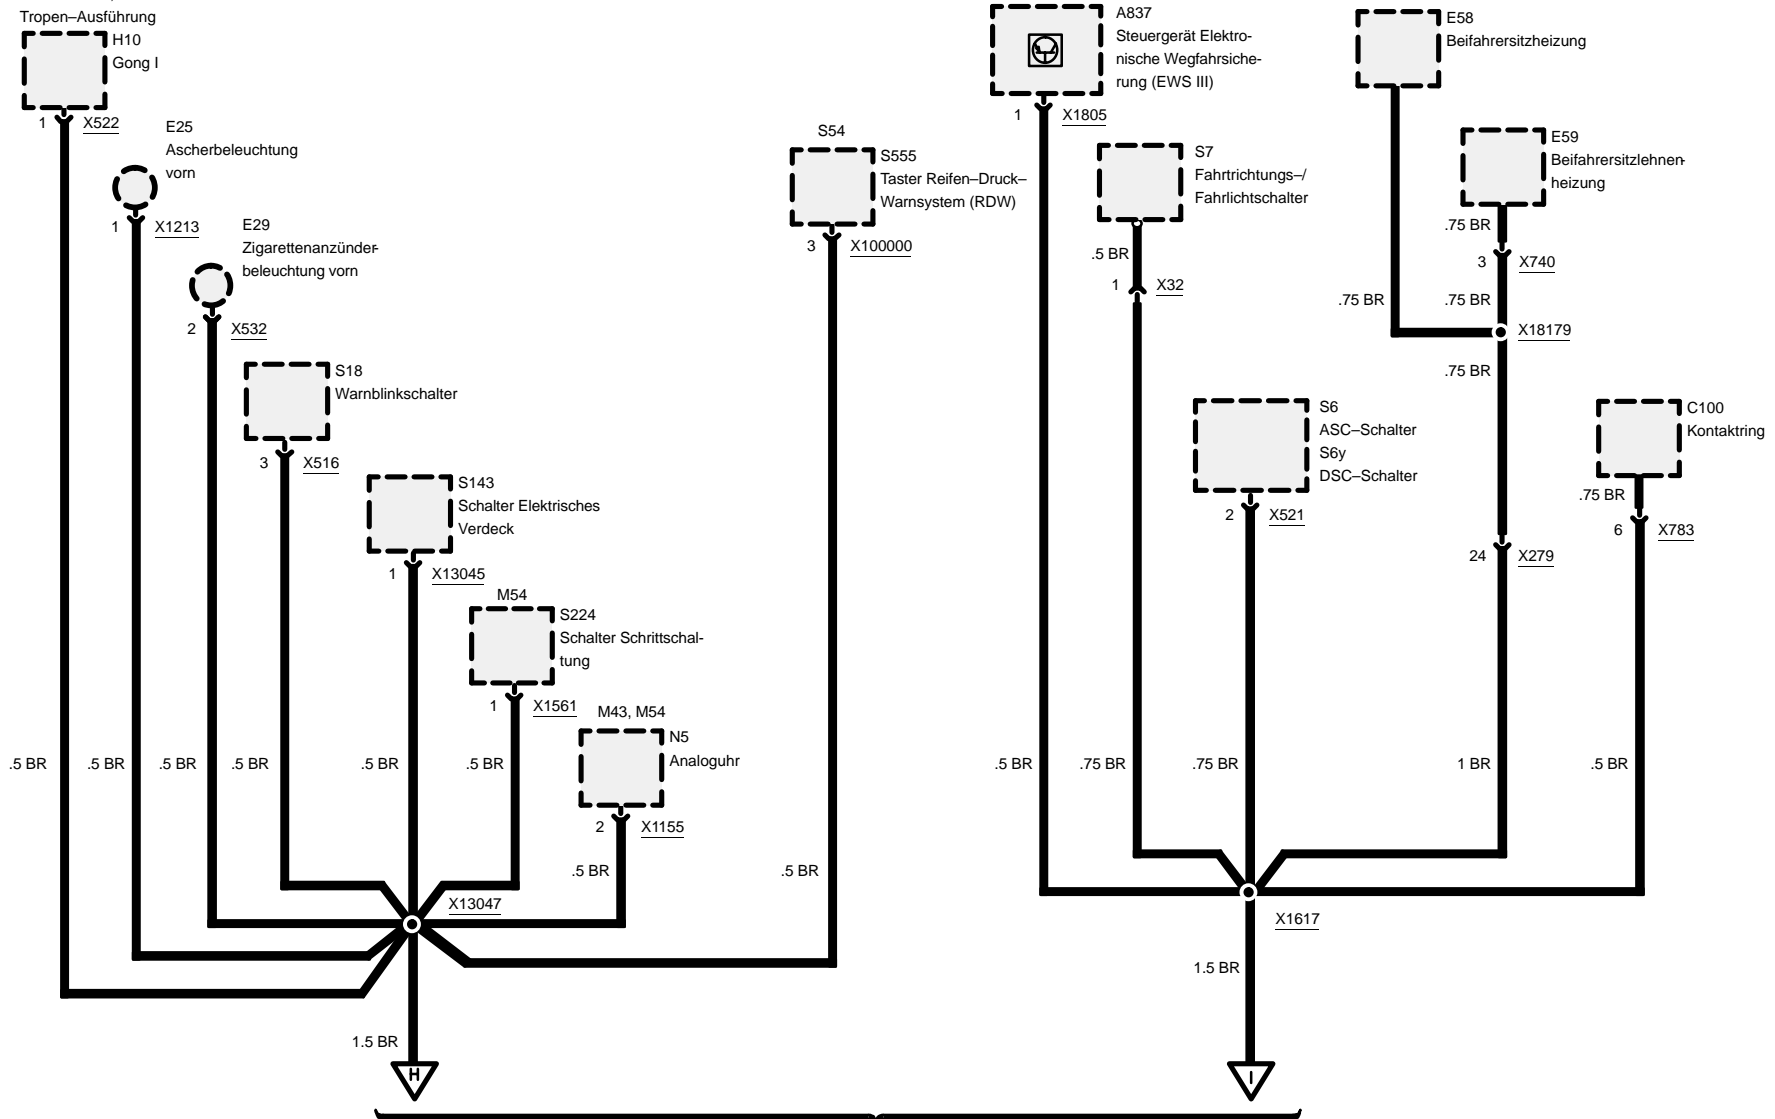 Tropen–Ausführung
H10
Gong I
1
X522
E25
Ascherbeleuchtung
vorn
1
X1213
E29
Zigarettenanzünder-
beleuchtung vorn
2
X532
S18
Warnblinkschalter
3
X516
S143
Schalter Elektrisches
Verdeck
1
X13045
M54
S224
Schalter Schrittschal-
tung
1
X1561
M43, M54
N5
Analoguhr
2
X1155
S54
S555
Taster Reifen–Druck–
Warnsystem (RDW)
3
X100000
.5 BR
.5 BR
.5 BR
.5 BR
.5 BR
.5 BR
.5 BR
.5 BR
X13047
1.5 BR
H
A837
Steuergerät Elektro-
nische Wegfahrsiche-
rung (EWS III)
1
X1805
S7
Fahrtrichtungs–/
Fahrlichtschalter
.5 BR
1
X32
E58
Beifahrersitzheizung
E59
Beifahrersitzlehnen-
heizung
.75 BR
3
X740
.75 BR
.75 BR
X18179
.75 BR
S6
ASC–Schalter
S6y
DSC–Schalter
2
X521
24
X279
C100
Kontaktring
.75 BR
6
X783
.5 BR
.75 BR
.75 BR
1 BR
.5 BR
X1617
1.5 BR
I